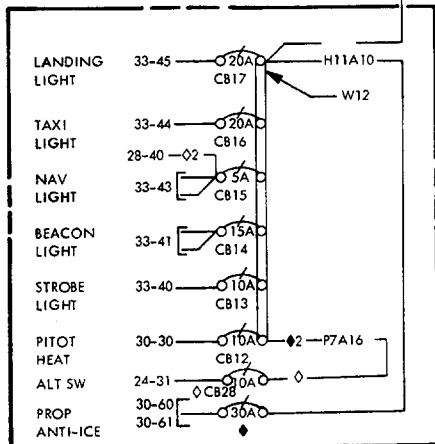 LANDING LIGHT 33-45 20A CB17 H11A10
W12
TAXI LIGHT 33-44 20A CB16
28-40 ◊2
NAV LIGHT 33-43 5A CB15
BEACON LIGHT 33-41 15A CB14
STROBE LIGHT 33-40 10A CB13
PITOT HEAT 30-30 10A CB12 ♦2 P7A16
ALT SW 24-31 10A ◊ CB28 ◊
PROP ANTI-ICE 30-60 30-61 30A ♦